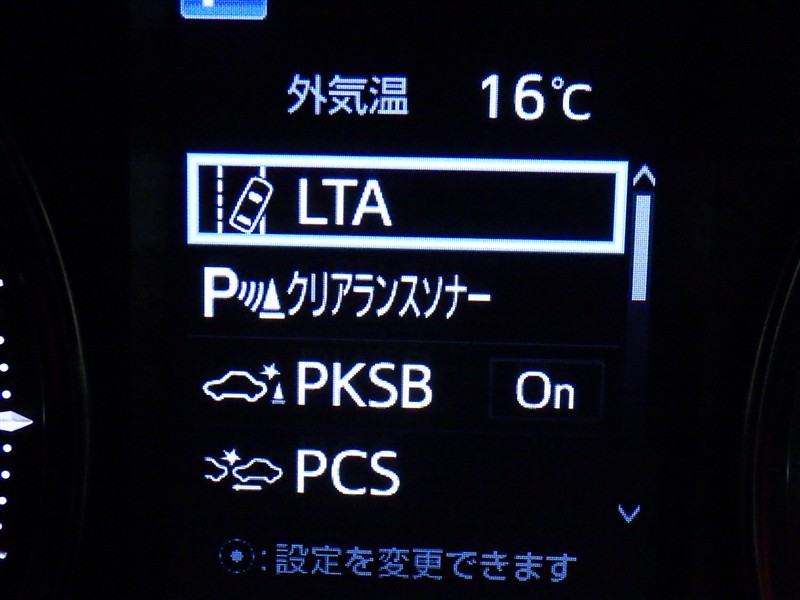 外気温 16℃
LTA
Pクリアランスソナー
PKSB On
PCS
:設定を変更できます